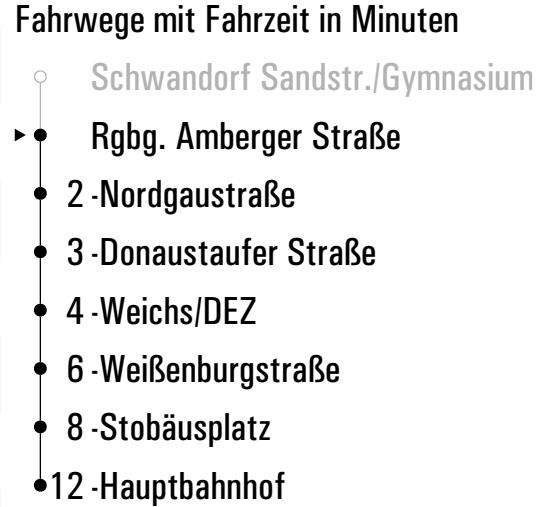 Fahrwege mit Fahrzeit in Minuten
Schwandorf Sandstr./Gymnasium
Rgbg. Amberger Straße
2 -Nordgaustraße
3 -Donaustaufer Straße
4 -Weichs/DEZ
6 -Weißenburgstraße
8 -Stobäusplatz
12 -Hauptbahnhof